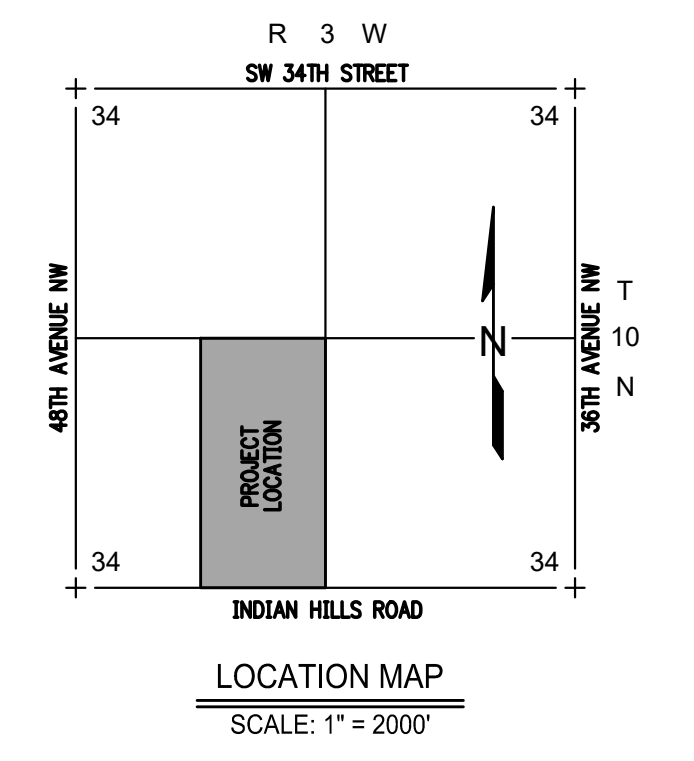 R 3 W
SW 34TH STREET
34
34
48TH AVENUE NW
36TH AVENUE NW
T
10
N
N
PROJECT
LOCATION
34
34
INDIAN HILLS ROAD
LOCATION MAP
SCALE: 1" = 2000'